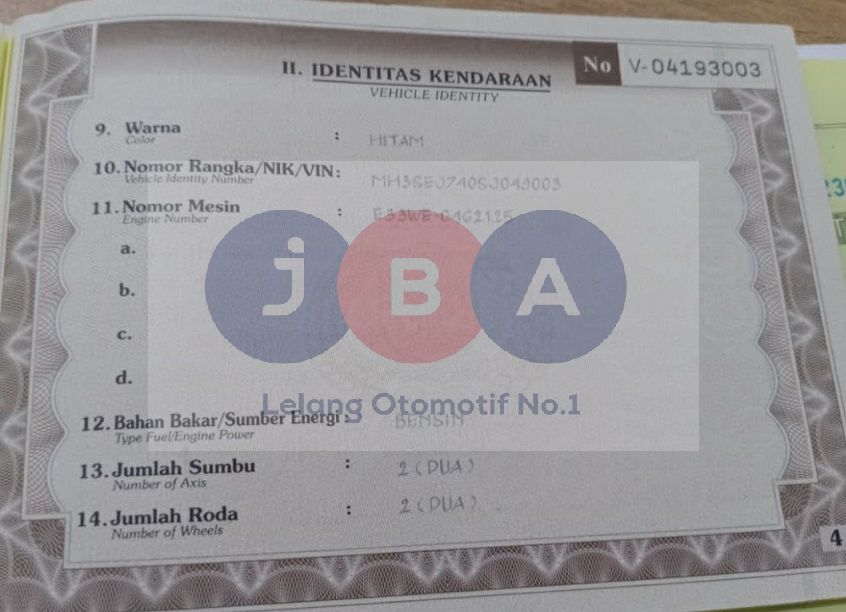 II. IDENTITAS KENDARAAN
VEHICLE IDENTITY
No V-04193003
9. Warna : HITAM
Color
10. Nomor Rangka/NIK/VIN: MH3SEJ740SJ049003
Vehicle Identity Number
11. Nomor Mesin :
Engine Number
a.
b.
c.
d.
JBA
Lelang Otomotif No.1
12. Bahan Bakar/Sumber Energi : BENSIN
Type Fuel/Engine Power
13. Jumlah Sumbu : 2 (DUA)
Number of Axis
14. Jumlah Roda : 2 (DUA)
Number of Wheels
4